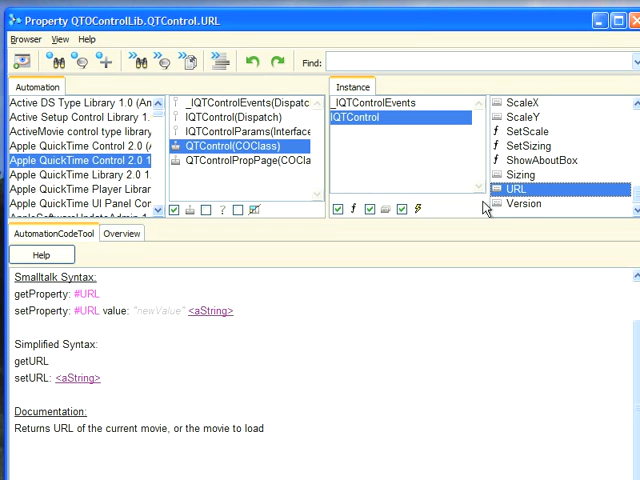 Property QTOControlLib.QTControl.URL
Browser View Help
Find:
Automation
Instance
Active DS Type Library 1.0 (An
Active Setup Control Library 1.
ActiveMovie control type library
Apple QuickTime Control 2.0 (
Apple QuickTime Control 2.0 1
Apple QuickTime Library 2.0 1
Apple QuickTime Player Librar
Apple QuickTime UI Panel Con
AppleSoftwareUpdateAdmin 1
_IQTControlEvents(Dispatc
IQTControl(Dispatch)
IQTControlParams(Interface
QTControl(COClass)
QTControlPropPage(COCla
_IQTControlEvents
IQTControl
ScaleX
ScaleY
SetScale
SetSizing
ShowAboutBox
Sizing
URL
Version
AutomationCodeTool Overview
Help
Smalltalk Syntax:
getProperty: #URL
setProperty: #URL value: "newValue" <aString>
Simplified Syntax:
getURL
setURL: <aString>
Documentation:
Returns URL of the current movie, or the movie to load